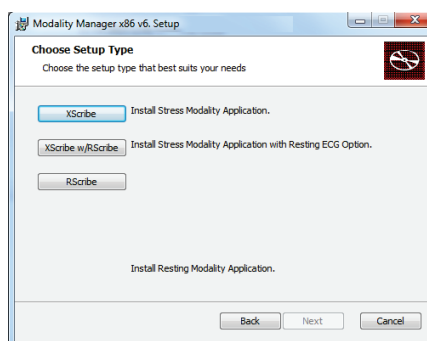 Modality Manager x86 v6. Setup
Choose Setup Type
Choose the setup type that best suits your needs
XScribe
Install Stress Modality Application.
XScribe w/RScribe
Install Stress Modality Application with Resting ECG Option.
RScribe
Install Resting Modality Application.
Back Next Cancel